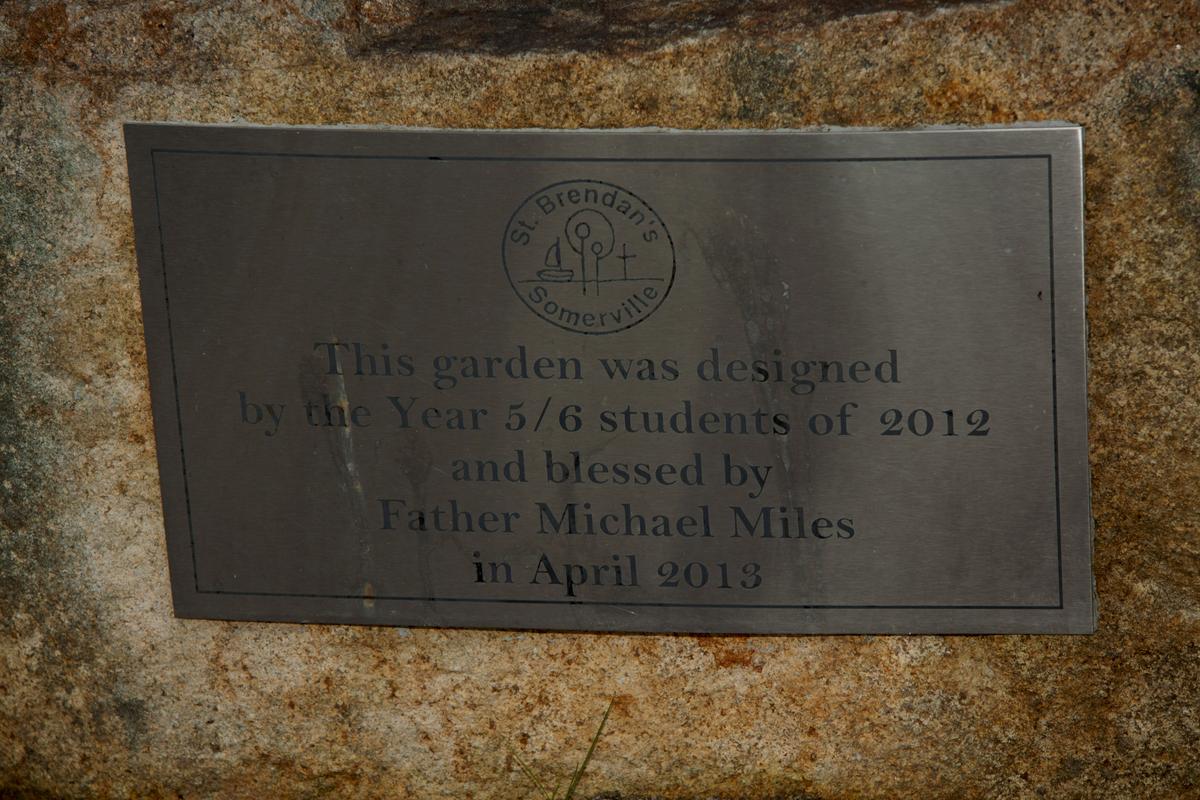 St. Brendan's
Somerville
This garden was designed
by the Year 5/6 students of 2012
and blessed by
Father Michael Miles
in April 2013